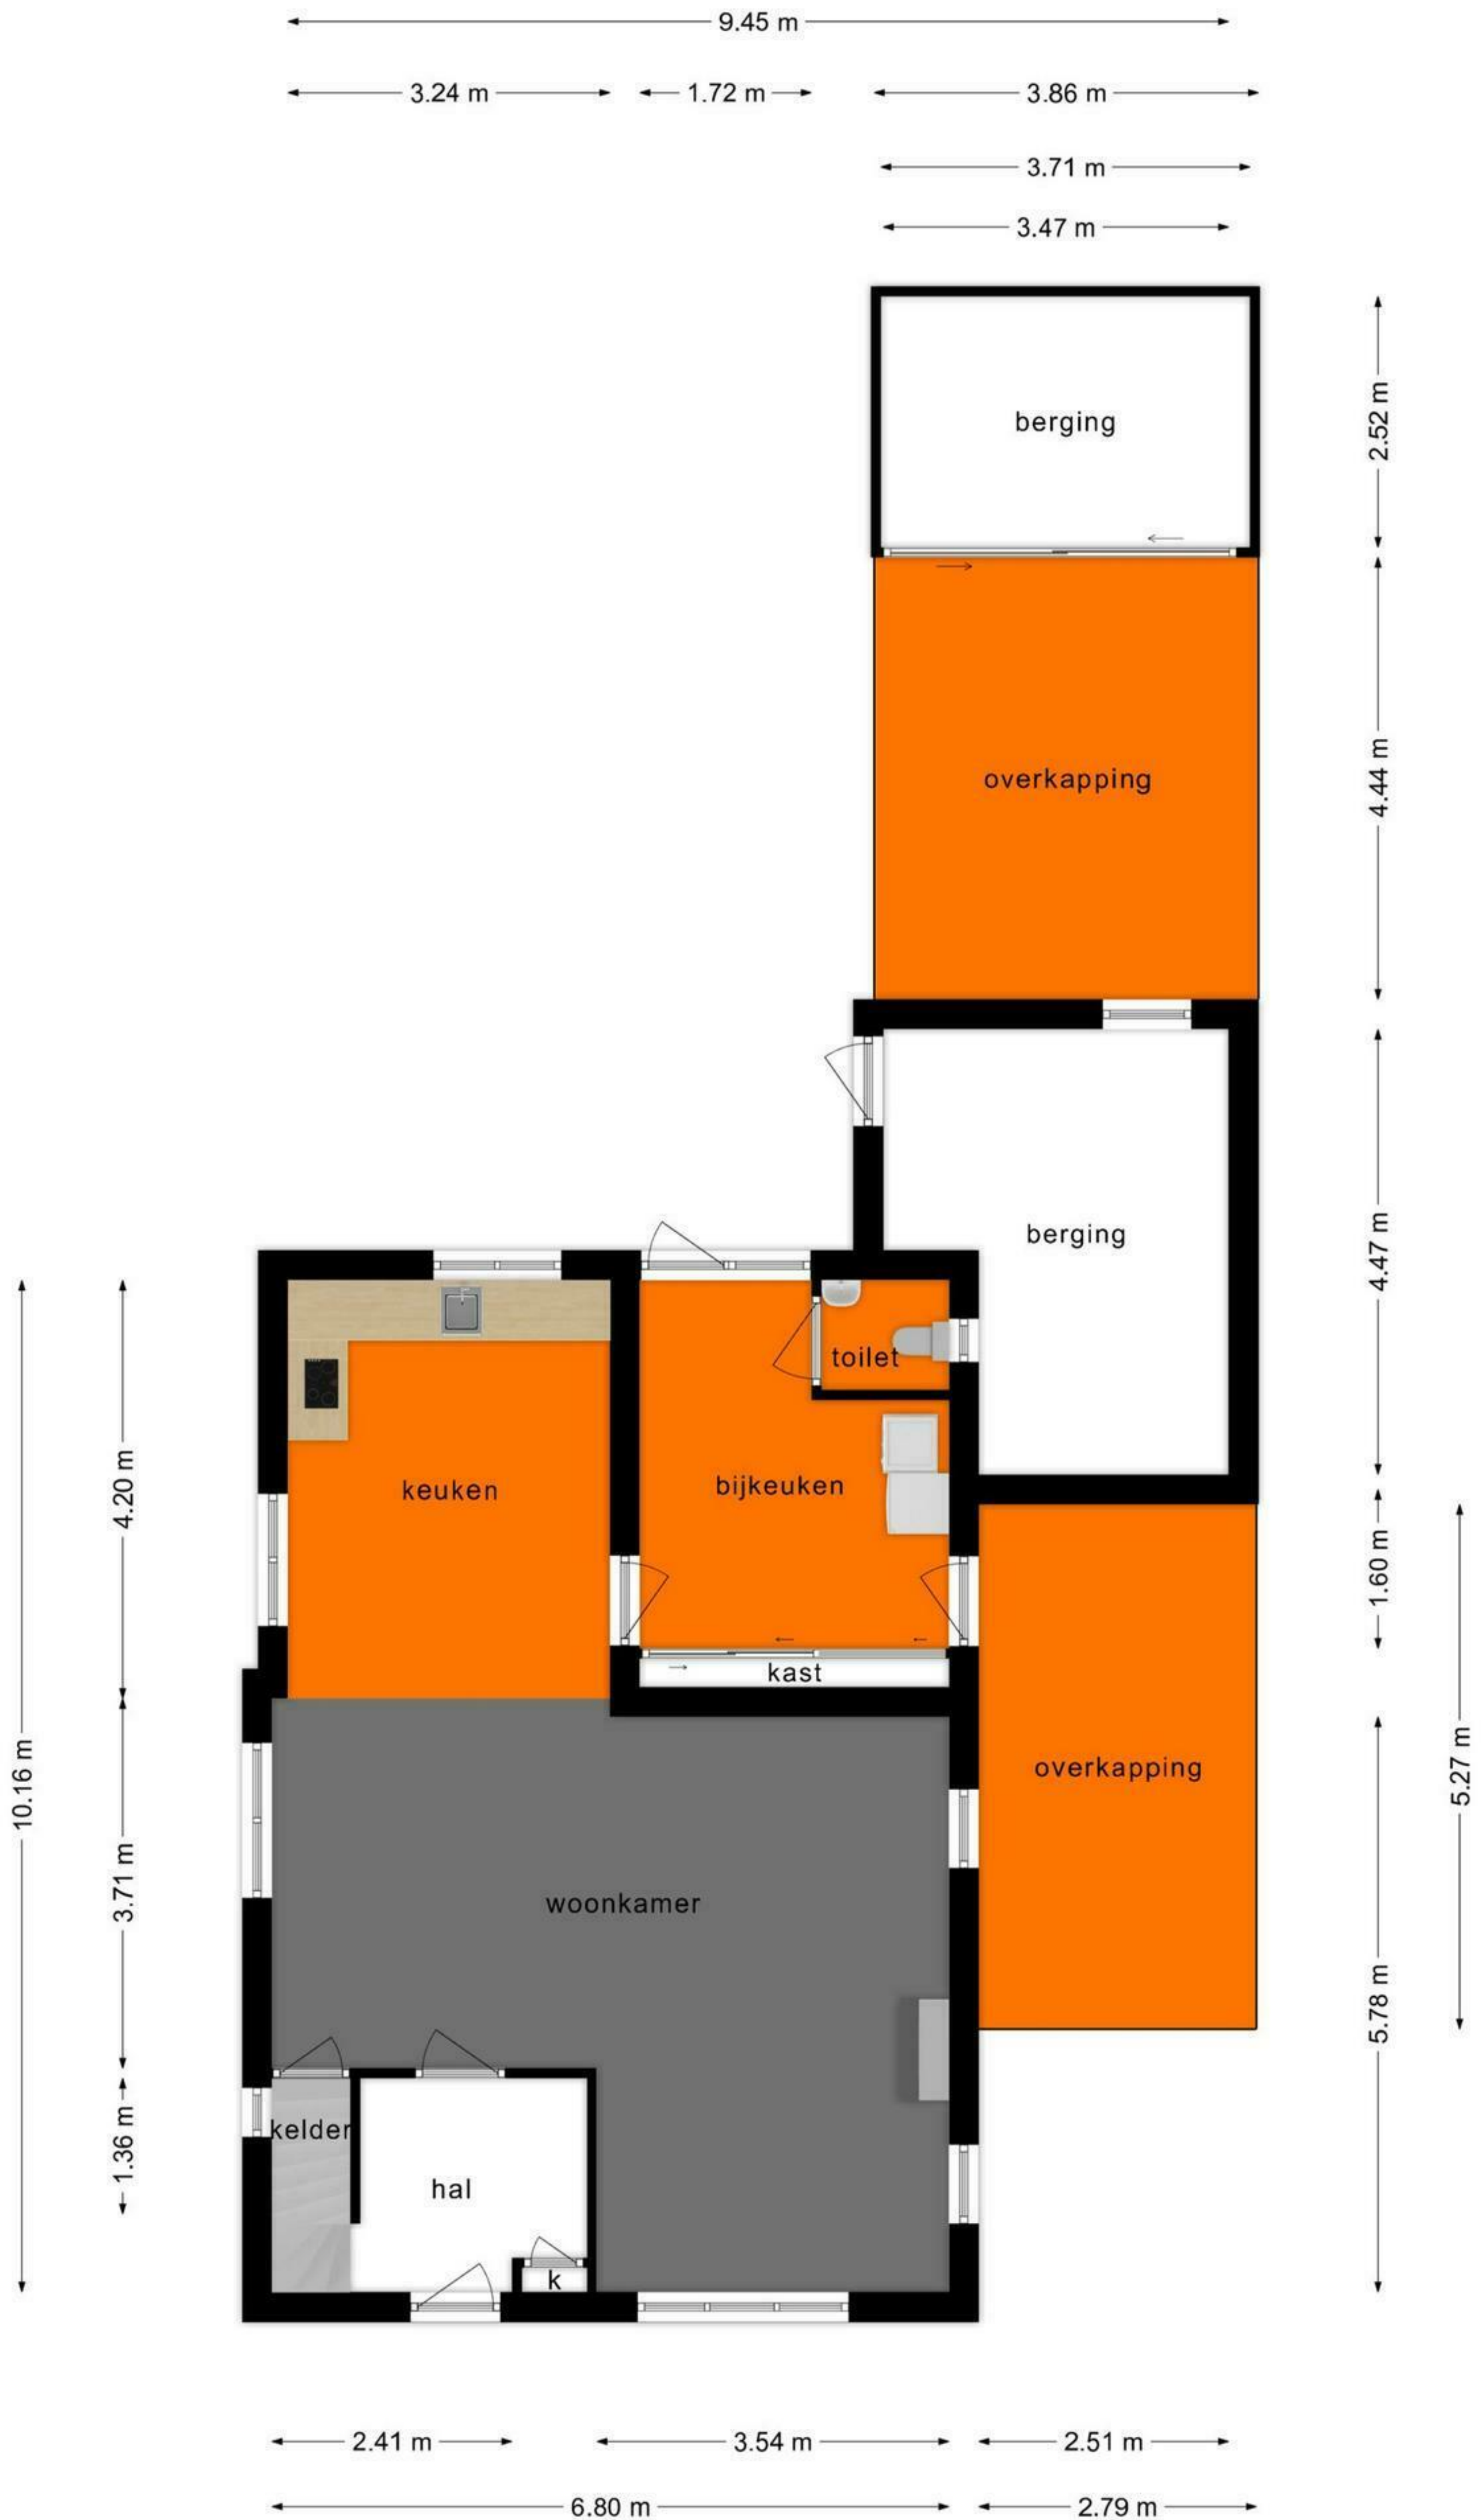 9.45 m
3.24 m
1.72 m
3.86 m
3.71 m
3.47 m
berging
2.52 m
overkapping
4.44 m
berging
4.47 m
toilet
keuken
bijkeuken
4.20 m
1.60 m
kast
overkapping
5.27 m
10.16 m
3.71 m
woonkamer
5.78 m
kelder
1.36 m
hal
k
2.41 m
3.54 m
2.51 m
6.80 m
2.79 m